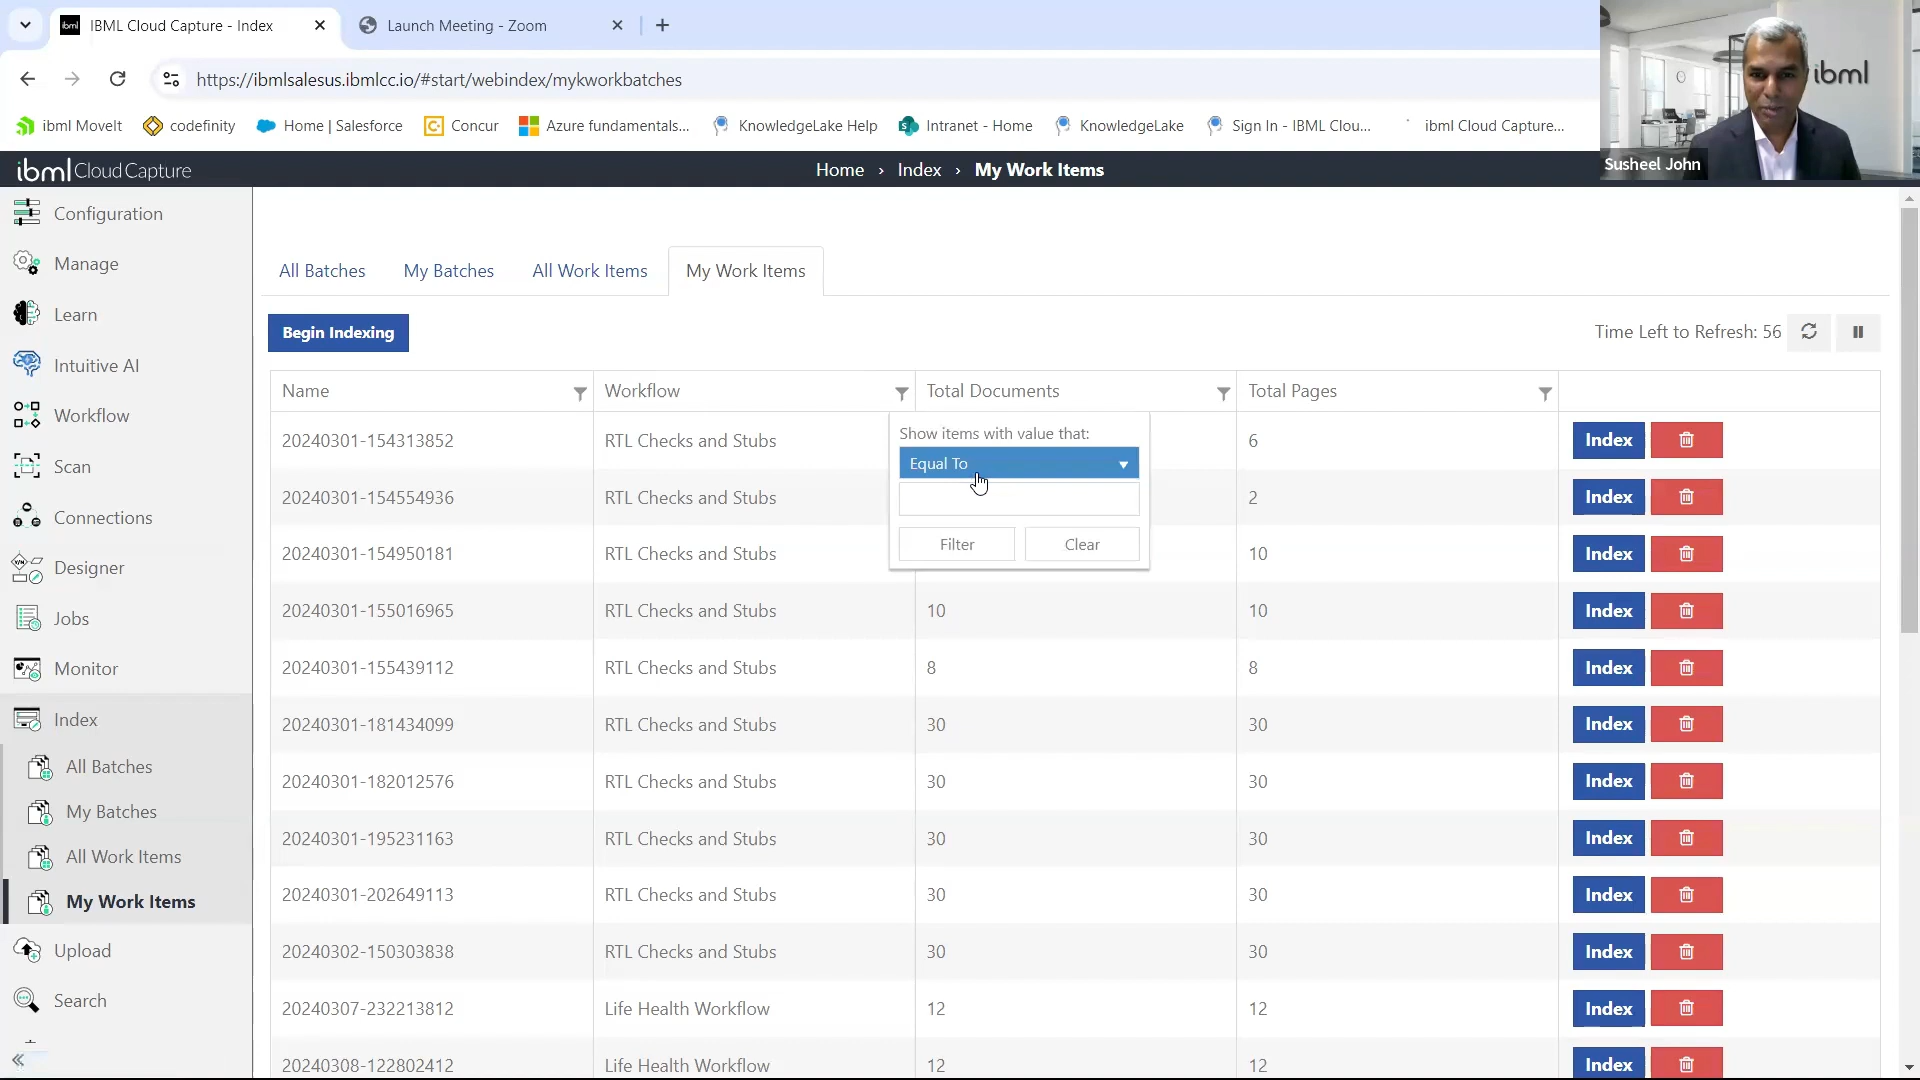 IBML Cloud Capture - Index
Launch Meeting - Zoom
https://ibmlsalesus.ibmlcc.io/#start/webindex/mykworkbatches
ibml MoveIt
codefinity
Home | Salesforce
Concur
Azure fundamentals...
KnowledgeLake Help
Intranet - Home
KnowledgeLake
Sign In - IBML Clou...
ibml Cloud Capture...
ibml
Susheel John
ibml Cloud Capture
Home › Index › My Work Items
Configuration
Manage
Learn
Intuitive AI
Workflow
Scan
Connections
Designer
Jobs
Monitor
Index
All Batches
My Batches
All Work Items
My Work Items
Upload
Search
All Batches
My Batches
All Work Items
My Work Items
Begin Indexing
Time Left to Refresh: 56
Name Workflow Total Documents Total Pages
Show items with value that:
Equal To
Filter
Clear
20240301-154313852 RTL Checks and Stubs 6 Index
20240301-154554936 RTL Checks and Stubs 2 Index
20240301-154950181 RTL Checks and Stubs 10 Index
20240301-155016965 RTL Checks and Stubs 10 10 Index
20240301-155439112 RTL Checks and Stubs 8 8 Index
20240301-181434099 RTL Checks and Stubs 30 30 Index
20240301-182012576 RTL Checks and Stubs 30 30 Index
20240301-195231163 RTL Checks and Stubs 30 30 Index
20240301-202649113 RTL Checks and Stubs 30 30 Index
20240302-150303838 RTL Checks and Stubs 30 30 Index
20240307-232213812 Life Health Workflow 12 12 Index
20240308-122802412 Life Health Workflow 12 12 Index